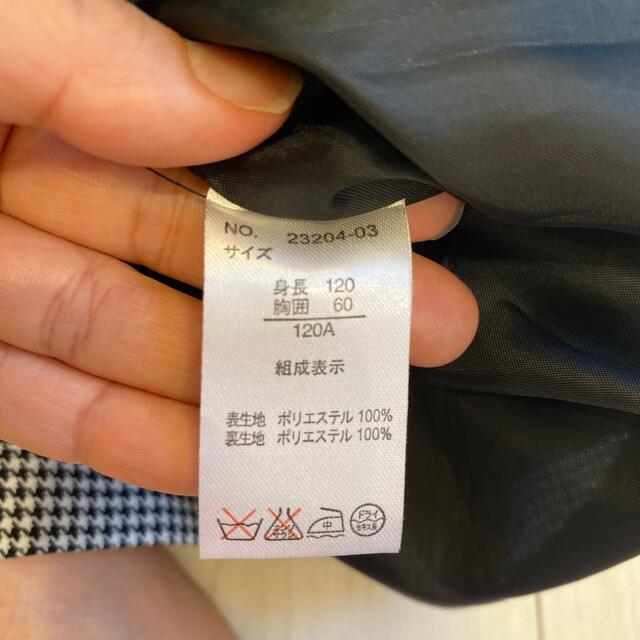 NO. 23204-03
サイズ
身長 120
胸囲 60
120A
組成表示
表生地 ポリエステル 100%
裏生地 ポリエステル 100%
中
ドライ